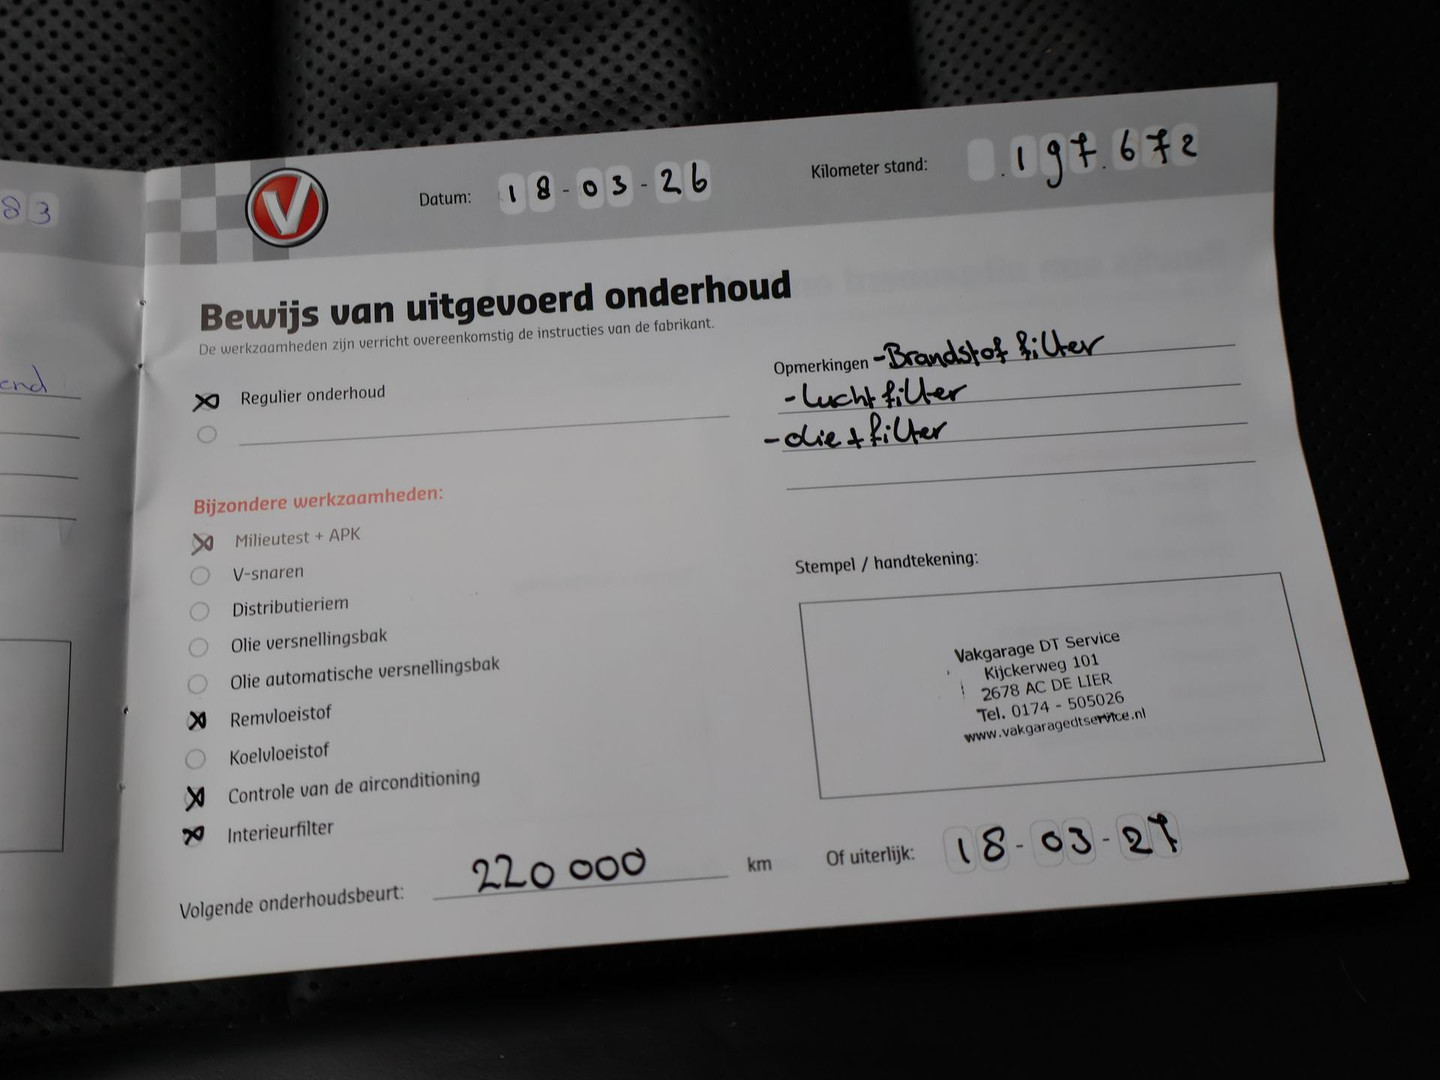 83
end
V
Datum: 18-03-26
Kilometer stand: .197.672
Bewijs van uitgevoerd onderhoud
De werkzaamheden zijn verricht overeenkomstig de instructies van de fabrikant.
Regulier onderhoud
Bijzondere werkzaamheden:
Milieutest + APK
V-snaren
Distributieriem
Olie versnellingsbak
Olie automatische versnellingsbak
Remvloeistof
Koelvloeistof
Controle van de airconditioning
Interieurfilter
Volgende onderhoudsbeurt: 220 000 km
Opmerkingen -Brandstof filter
-lucht filter
-olie + filter
Stempel / handtekening:
Vakgarage DT Service
Kijckerweg 101
2678 AC DE LIER
Tel. 0174 - 505026
www.vakgaragedtservice.nl
Of uiterlijk: 18-03-27